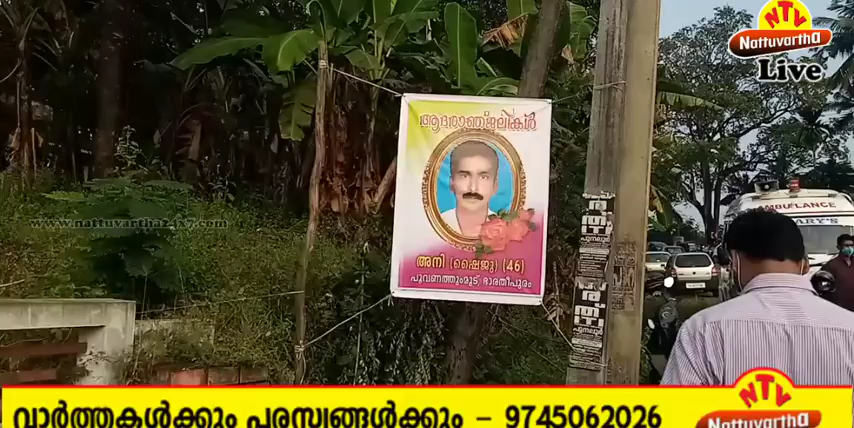 NTV
Nattuvartha
Live
www.nattuvartha24x7.com
ആദരാഞ്ജലികൾ
അനി (ഷൈജു) (46)
പൂവണത്തുംമൂട്, ഭാരതീപുരം
പുനലൂർ
AMBULANCE
വാർത്തകൾക്കും പരസ്യങ്ങൾക്കും – 9745062026
NTV
Nattuvartha